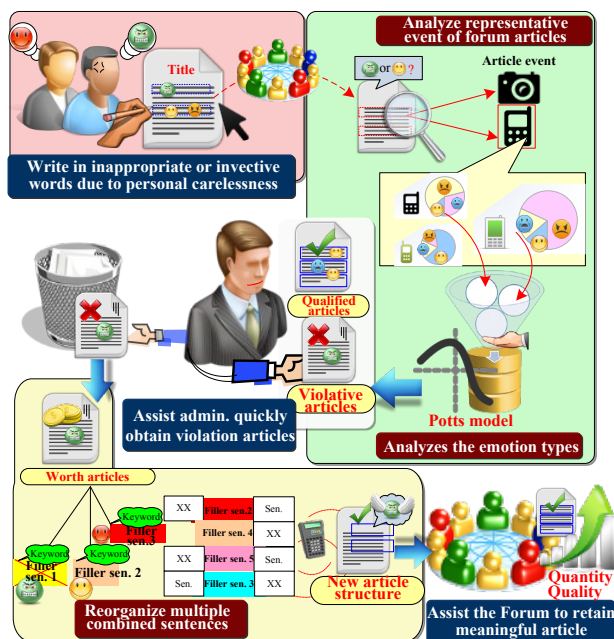 Title
Write in inappropriate or invective
words due to personal carelessness
Analyze representative
event of forum articles
or ?
Article event
Qualified
articles
Violative
articles
Assist admin. quickly
obtain violation articles
Potts model
Analyzes the emotion types
Worth articles
Keyword
Filler
sen.3
Keyword
Filler
sen. 1
Keyword
Filler sen. 2
XX Filler sen.2 Sen.
Filler sen. 4 XX
XX Filler sen. 5 Sen.
Sen. Filler sen. 3 XX
New article
structure
Reorganize multiple
combined sentences
Quantity
Quality
Assist the Forum to retain
meaningful article